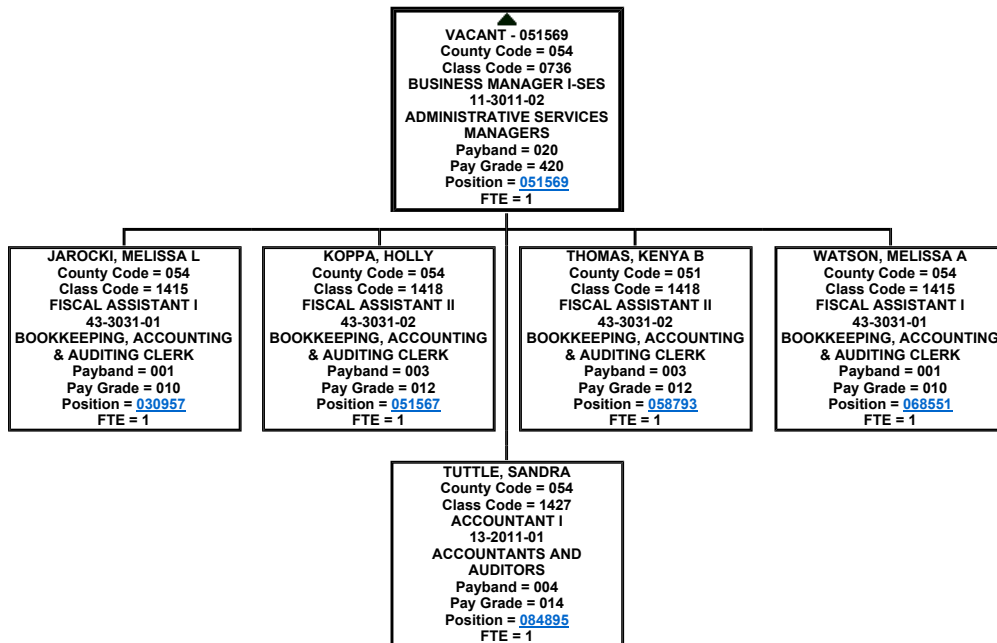 VACANT - 051569
County Code = 054
Class Code = 0736
BUSINESS MANAGER I-SES
11-3011-02
ADMINISTRATIVE SERVICES
MANAGERS
Payband = 020
Pay Grade = 420
Position = 051569
FTE = 1
JAROCKI, MELISSA L
County Code = 054
Class Code = 1415
FISCAL ASSISTANT I
43-3031-01
BOOKKEEPING, ACCOUNTING
& AUDITING CLERK
Payband = 001
Pay Grade = 010
Position = 030957
FTE = 1
KOPPA, HOLLY
County Code = 054
Class Code = 1418
FISCAL ASSISTANT II
43-3031-02
BOOKKEEPING, ACCOUNTING
& AUDITING CLERK
Payband = 003
Pay Grade = 012
Position = 051567
FTE = 1
THOMAS, KENYA B
County Code = 051
Class Code = 1418
FISCAL ASSISTANT II
43-3031-02
BOOKKEEPING, ACCOUNTING
& AUDITING CLERK
Payband = 003
Pay Grade = 012
Position = 058793
FTE = 1
WATSON, MELISSA A
County Code = 054
Class Code = 1415
FISCAL ASSISTANT I
43-3031-01
BOOKKEEPING, ACCOUNTING
& AUDITING CLERK
Payband = 001
Pay Grade = 010
Position = 068551
FTE = 1
TUTTLE, SANDRA
County Code = 054
Class Code = 1427
ACCOUNTANT I
13-2011-01
ACCOUNTANTS AND
AUDITORS
Payband = 004
Pay Grade = 014
Position = 084895
FTE = 1